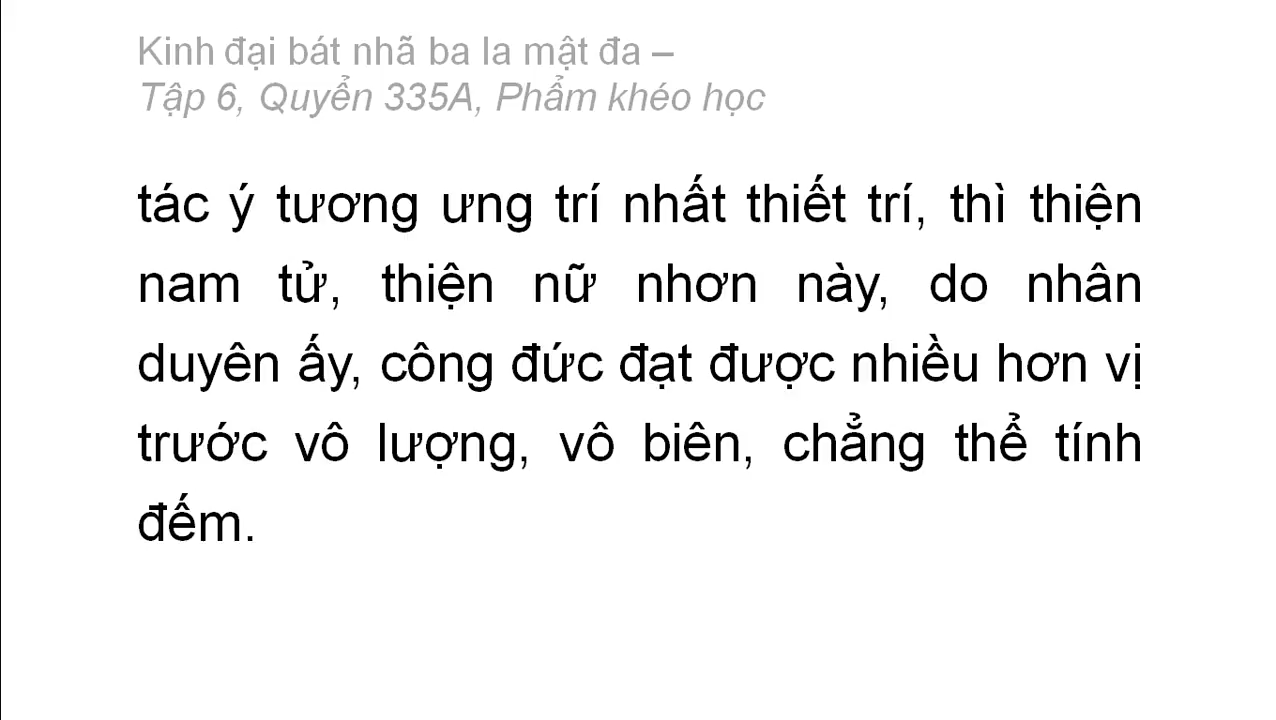 Kinh đại bát nhã ba la mật đa –
Tập 6, Quyển 335A, Phẩm khéo học
tác ý tương ưng trí nhất thiết trí, thì thiện
nam tử, thiện nữ nhơn này, do nhân
duyên ấy, công đức đạt được nhiều hơn vị
trước vô lượng, vô biên, chẳng thể tính
đếm.